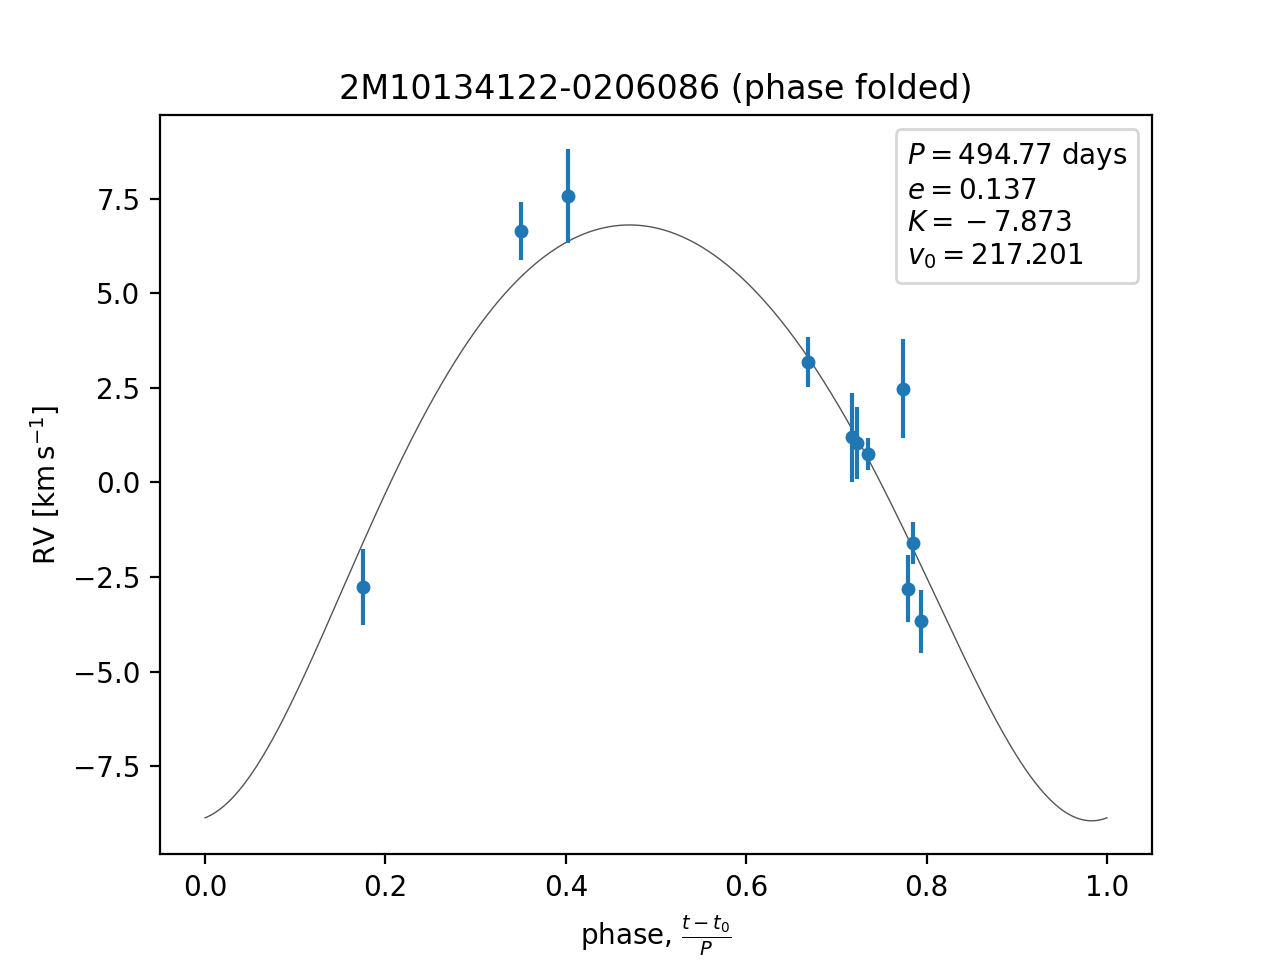 2M10134122-0206086 (phase folded)
P = 494.77 days
e = 0.137
K = −7.873
v₀ = 217.201
RV [km s⁻¹]
7.5
5.0
2.5
0.0
−2.5
−5.0
−7.5
0.0 0.2 0.4 0.6 0.8 1.0
phase, (t − t₀)/P